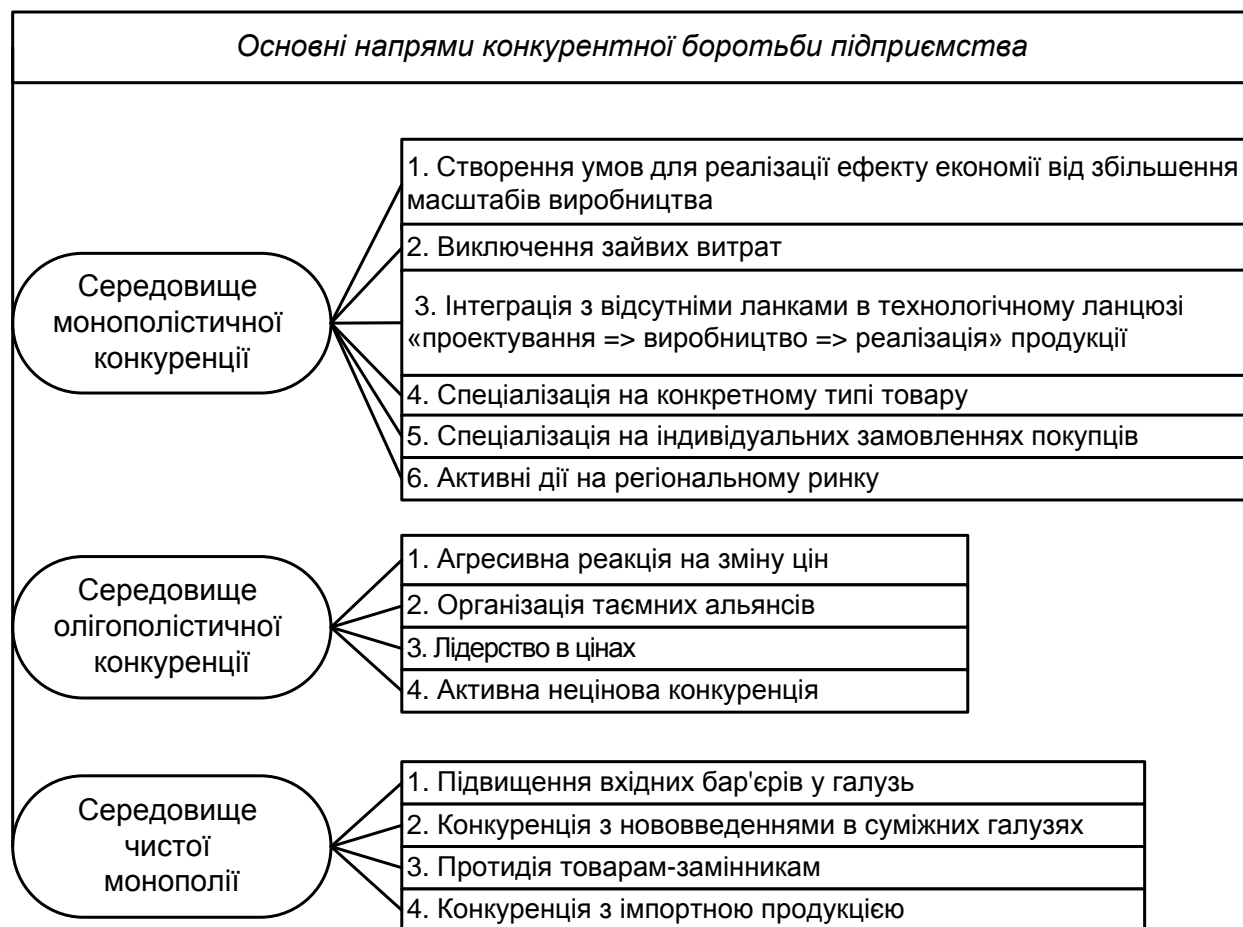 Основні напрями конкурентної боротьби підприємства
Середовище
монополістичної
конкуренції
1. Створення умов для реалізації ефекту економії від збільшення
масштабів виробництва
2. Виключення зайвих витрат
3. Інтеграція з відсутніми ланками в технологічному ланцюзі
«проектування => виробництво => реалізація» продукції
4. Спеціалізація на конкретному типі товару
5. Спеціалізація на індивідуальних замовленнях покупців
6. Активні дії на регіональному ринку
Середовище
олігополістичної
конкуренції
1. Агресивна реакція на зміну цін
2. Організація таємних альянсів
3. Лідерство в цінах
4. Активна нецінова конкуренція
Середовище
чистої
монополії
1. Підвищення вхідних бар'єрів у галузь
2. Конкуренція з нововведеннями в суміжних галузях
3. Протидія товарам-замінникам
4. Конкуренція з імпортною продукцією